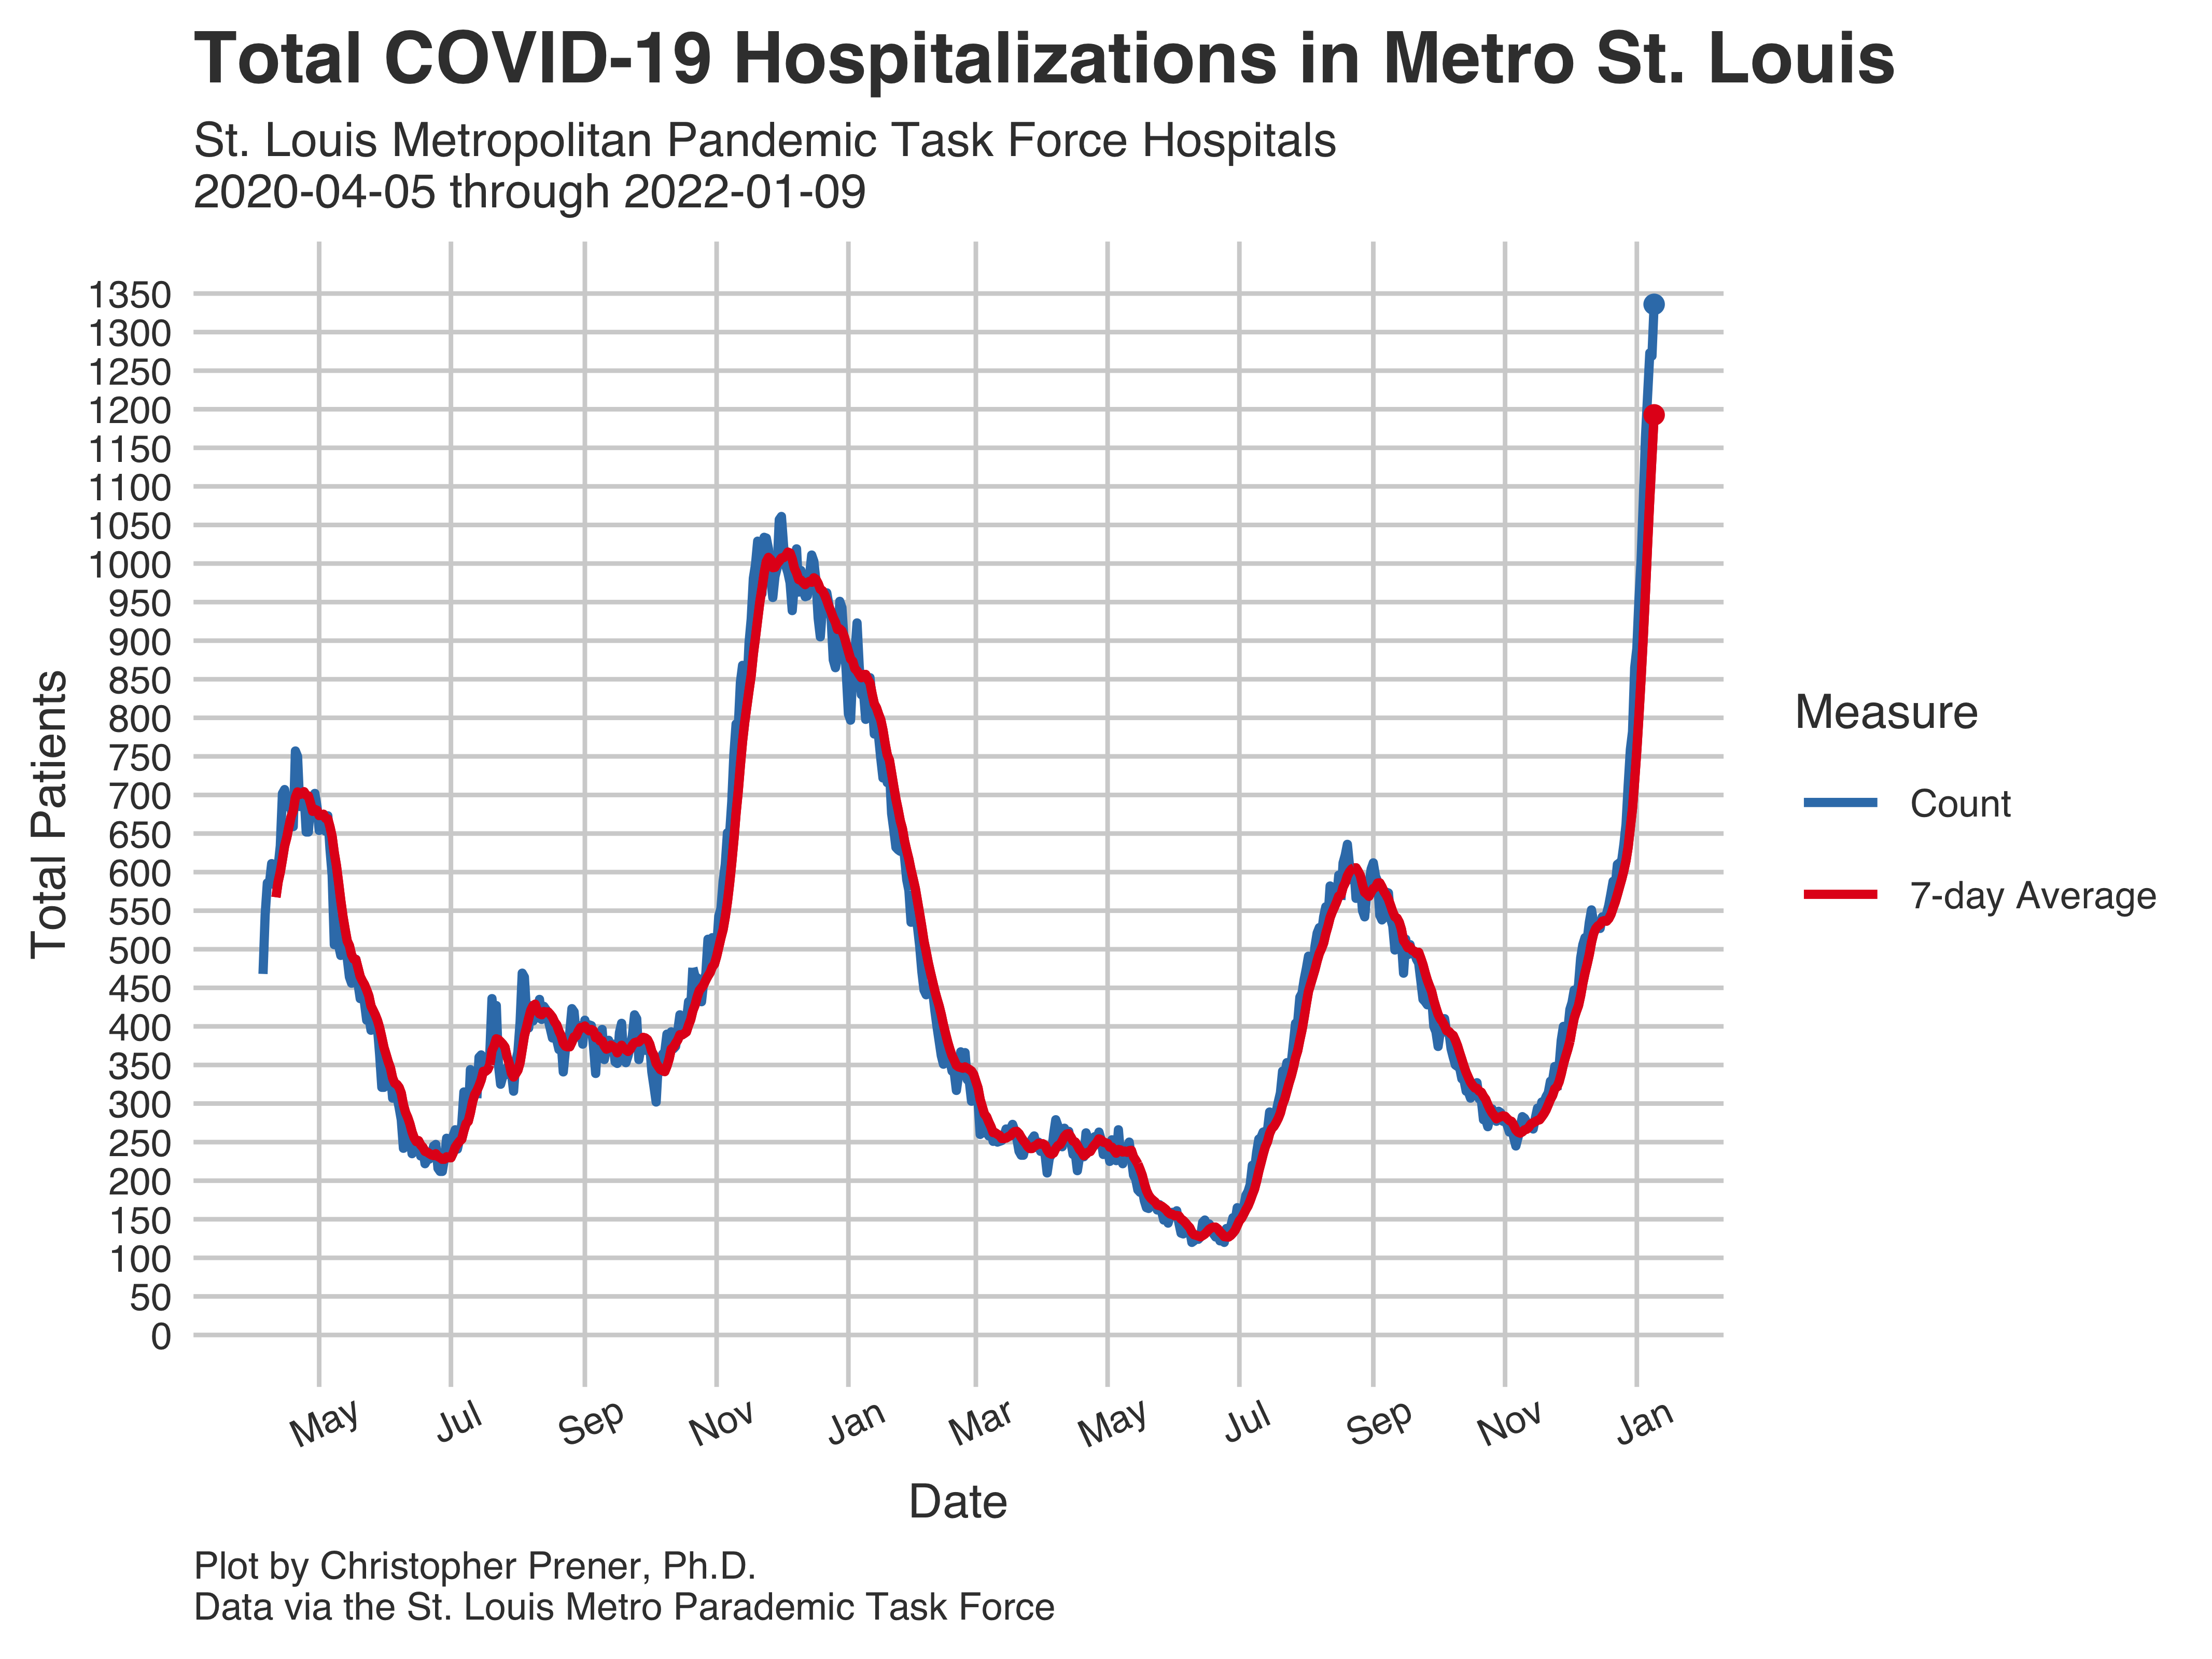 Total COVID-19 Hospitalizations in Metro St. Louis
St. Louis Metropolitan Pandemic Task Force Hospitals
2020-04-05 through 2022-01-09
1350
1300
1250
1200
1150
1100
1050
1000
950
900
850
800
750
700
650
600
550
500
450
400
350
300
250
200
150
100
50
0
Total Patients
May Jul Sep Nov Jan Mar May Jul Sep Nov Jan
Date
Measure
Count
7-day Average
Plot by Christopher Prener, Ph.D.
Data via the St. Louis Metro Parademic Task Force